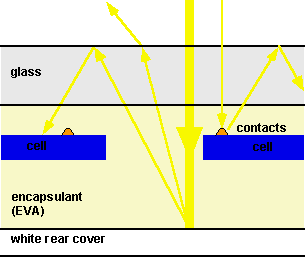 glass
contacts
cell
cell
encapsulant
(EVA)
white rear cover